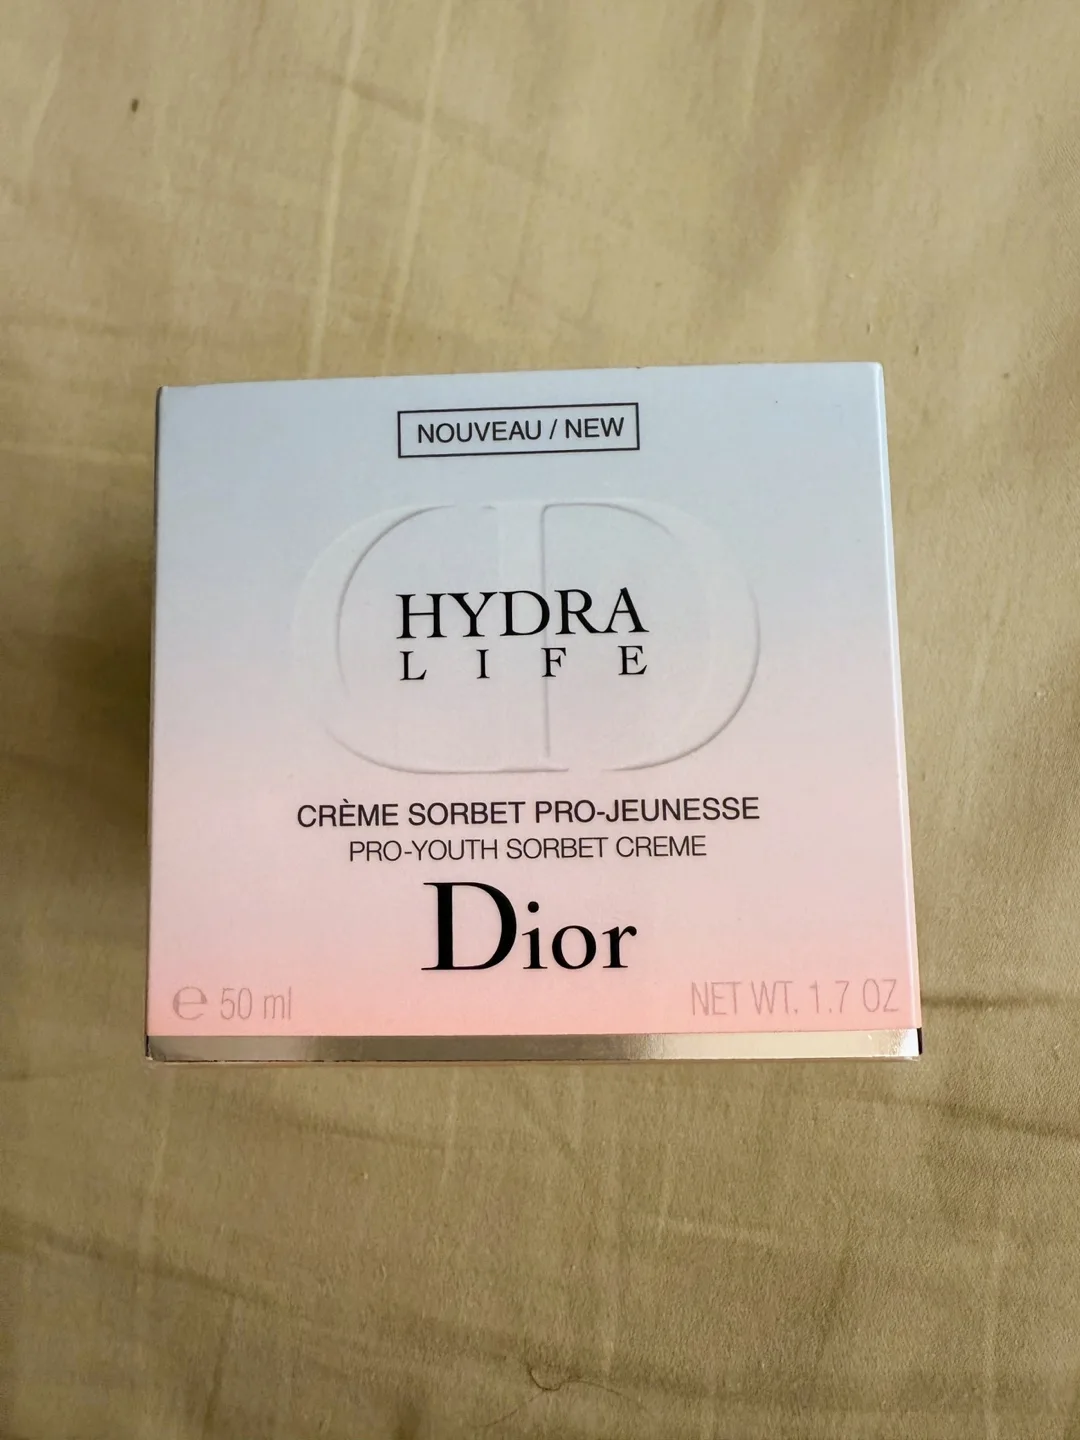 NOUVEAU / NEW
HYDRA
LIFE
CRÈME SORBET PRO-JEUNESSE
PRO-YOUTH SORBET CREME
Dior
℮ 50 ml
NET WT. 1.7 OZ